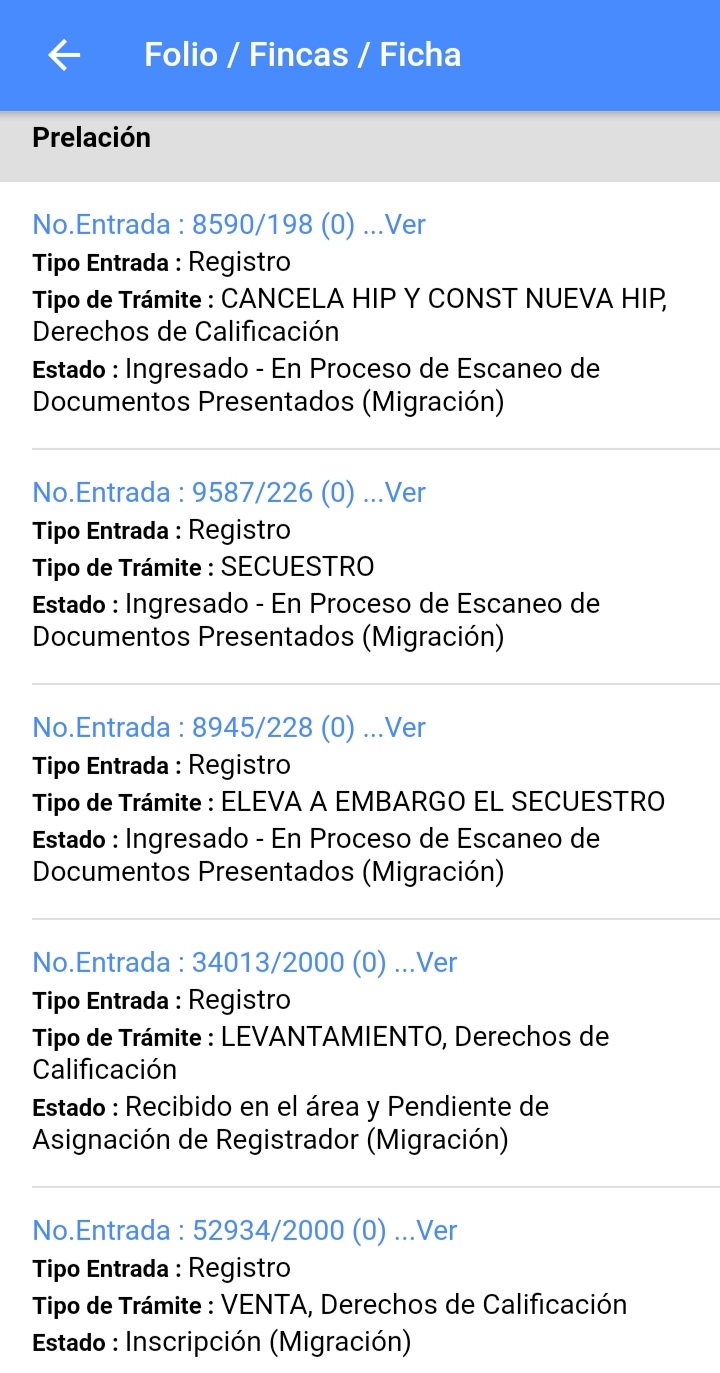 Folio / Fincas / Ficha
Prelación
No.Entrada : 8590/198 (0) ...Ver
Tipo Entrada : Registro
Tipo de Trámite : CANCELA HIP Y CONST NUEVA HIP,
Derechos de Calificación
Estado : Ingresado - En Proceso de Escaneo de
Documentos Presentados (Migración)
No.Entrada : 9587/226 (0) ...Ver
Tipo Entrada : Registro
Tipo de Trámite : SECUESTRO
Estado : Ingresado - En Proceso de Escaneo de
Documentos Presentados (Migración)
No.Entrada : 8945/228 (0) ...Ver
Tipo Entrada : Registro
Tipo de Trámite : ELEVA A EMBARGO EL SECUESTRO
Estado : Ingresado - En Proceso de Escaneo de
Documentos Presentados (Migración)
No.Entrada : 34013/2000 (0) ...Ver
Tipo Entrada : Registro
Tipo de Trámite : LEVANTAMIENTO, Derechos de
Calificación
Estado : Recibido en el área y Pendiente de
Asignación de Registrador (Migración)
No.Entrada : 52934/2000 (0) ...Ver
Tipo Entrada : Registro
Tipo de Trámite : VENTA, Derechos de Calificación
Estado : Inscripción (Migración)